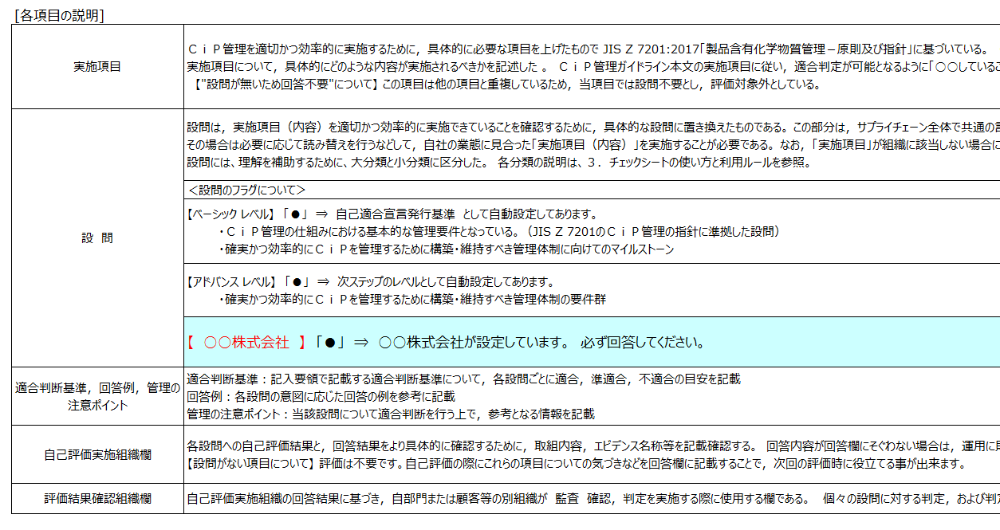 [各項目の説明]
実施項目
ＣｉＰ管理を適切かつ効率的に実施するために，具体的に必要な項目を上げたもので JIS Z 7201:2017「製品含有化学物質管理－原則及び指針」に基づいている。
実施項目について，具体的にどのような内容が実施されるべきかを記述した 。　ＣｉＰ管理ガイドライン本文の実施項目に従い，適合判定が可能となるように「○○しているこ
【"設問が無いため回答不要"について】 この項目は他の項目と重複しているため，当項目では設問不要とし，評価対象外としている。
設　問
設問は，実施項目（内容）を適切かつ効率的に実施できていることを確認するために，具体的な設問に置き換えたものである。この部分は，サプライチェーン全体で共通の
その場合は必要に応じて読み替えを行うなどして，自社の業態に見合った「実施項目（内容）」を実施することが必要である。なお，「実施項目」が組織に該当しない場合に
設問には、理解を補助するために、大分類と小分類に区分した。　各分類の説明は、３．チェックシートの使い方と利用ルールを参照。
＜設問のフラグについて＞
【ベーシック レベル】　「●」　⇒　自己適合宣言発行基準　として自動設定してあります。
・ＣｉＰ管理の仕組みにおける基本的な管理要件となっている。（JIS Z 7201のＣｉＰ管理の指針に準拠した設問）
・確実かつ効率的にＣｉＰを管理するために構築・維持すべき管理体制に向けてのマイルストーン
【アドバンス レベル】　「●」　⇒　次ステップのレベルとして自動設定してあります。
・確実かつ効率的にＣｉＰを管理するために構築・維持すべき管理体制の要件群
【　○○株式会社　】　「●」　⇒　○○株式会社が設定しています。　必ず回答してください。
適合判断基準，回答例，管理の
注意ポイント
適合判断基準：記入要領で記載する適合判断基準について，各設問ごとに適合，準適合，不適合の目安を記載
回答例：各設問の意図に応じた回答の例を参考に記載
管理の注意ポイント：当該設問について適合判断を行う上で，参考となる情報を記載
自己評価実施組織欄
各設問への自己評価結果と，回答結果をより具体的に確認するために，取組内容，エビデンス名称等を記載確認する。　回答内容が回答欄にそぐわない場合は，運用に
【設問がない項目について】 評価は不要です。自己評価の際にこれらの項目についての気づきなどを回答欄に記載することで，次回の評価時に役立てる事が出来ます。
評価結果確認組織欄
自己評価実施組織の回答結果に基づき，自部門または顧客等の別組織が　監査　確認，判定を実施する際に使用する欄である。　個々の設問に対する判定，および判